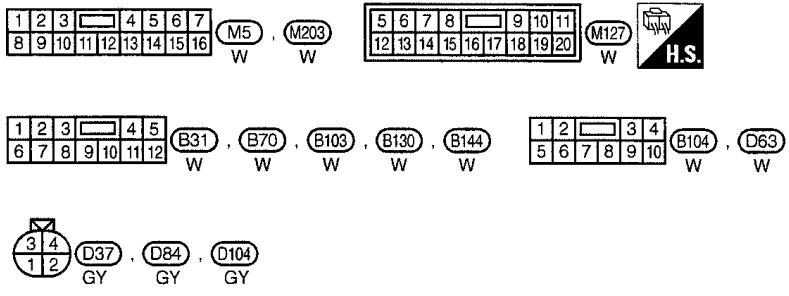 1 2 3 4 5 6 7
8 9 10 11 12 13 14 15 16
M5 , M203
W W
5 6 7 8 9 10 11
12 13 14 15 16 17 18 19 20
M127
W
H.S.
1 2 3 4 5
6 7 8 9 10 11 12
B31 , B70 , B103 , B130 , B144
W W W W W
1 2 3 4
5 6 7 8 9 10
B104 , D63
W W
3 4
1 2
D37 , D84 , D104
GY GY GY